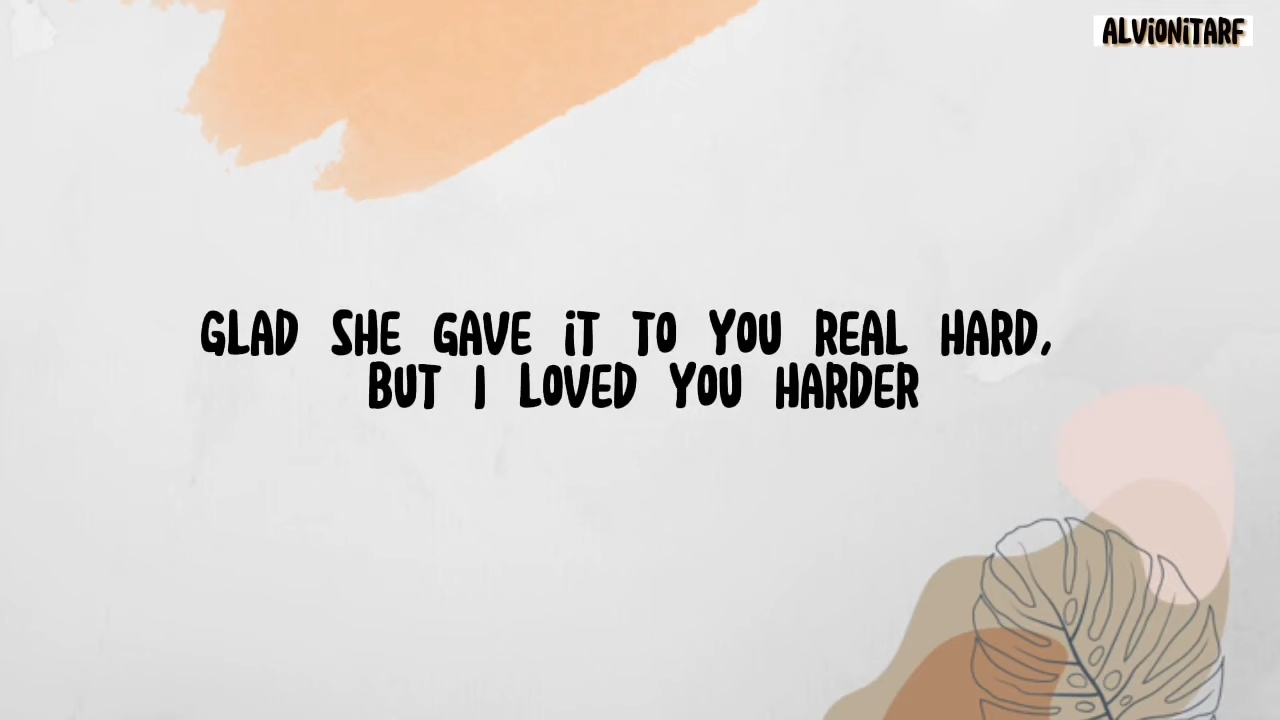 ALViONiTARF
GLAD SHE GAVE iT TO YOU REAL HARD,
BUT I LOVED YOU HARDER